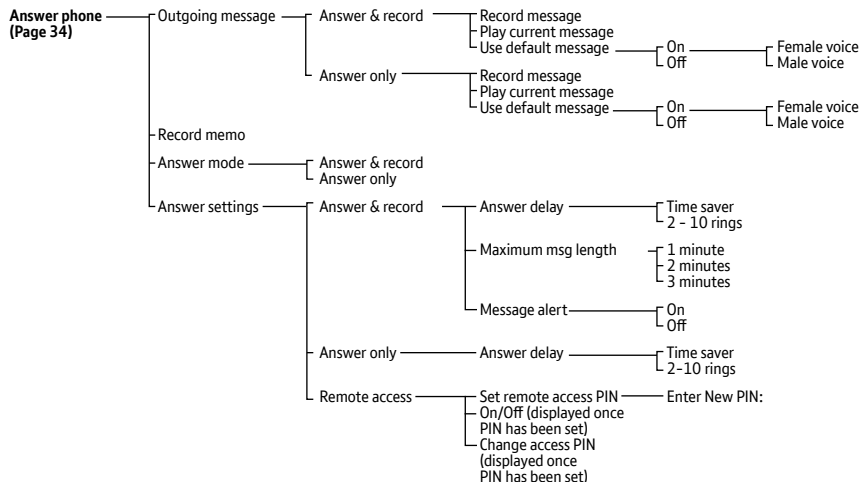 Answer phone Outgoing message Answer & record Record message
(Page 34) Play current message
Use default message On Female voice
Off Male voice
Answer only Record message
Play current message
Use default message On Female voice
Off Male voice
Record memo
Answer mode Answer & record
Answer only
Answer settings Answer & record Answer delay Time saver
2 - 10 rings
Maximum msg length 1 minute
2 minutes
3 minutes
Message alert On
Off
Answer only Answer delay Time saver
2-10 rings
Remote access Set remote access PIN Enter New PIN:
On/Off (displayed once
PIN has been set)
Change access PIN
(displayed once
PIN has been set)